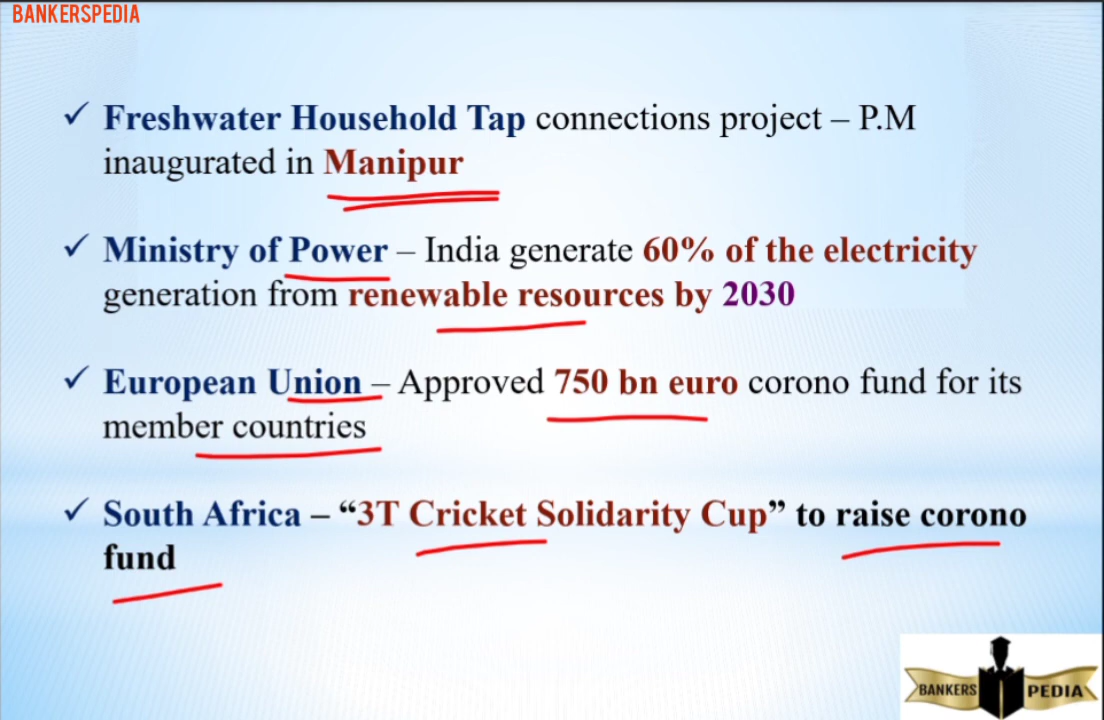 BANKERSPEDIA
✓ Freshwater Household Tap connections project – P.M
inaugurated in Manipur
✓ Ministry of Power – India generate 60% of the electricity
generation from renewable resources by 2030
✓ European Union – Approved 750 bn euro corono fund for its
member countries
✓ South Africa – “3T Cricket Solidarity Cup” to raise corono
fund
BANKERS PEDIA